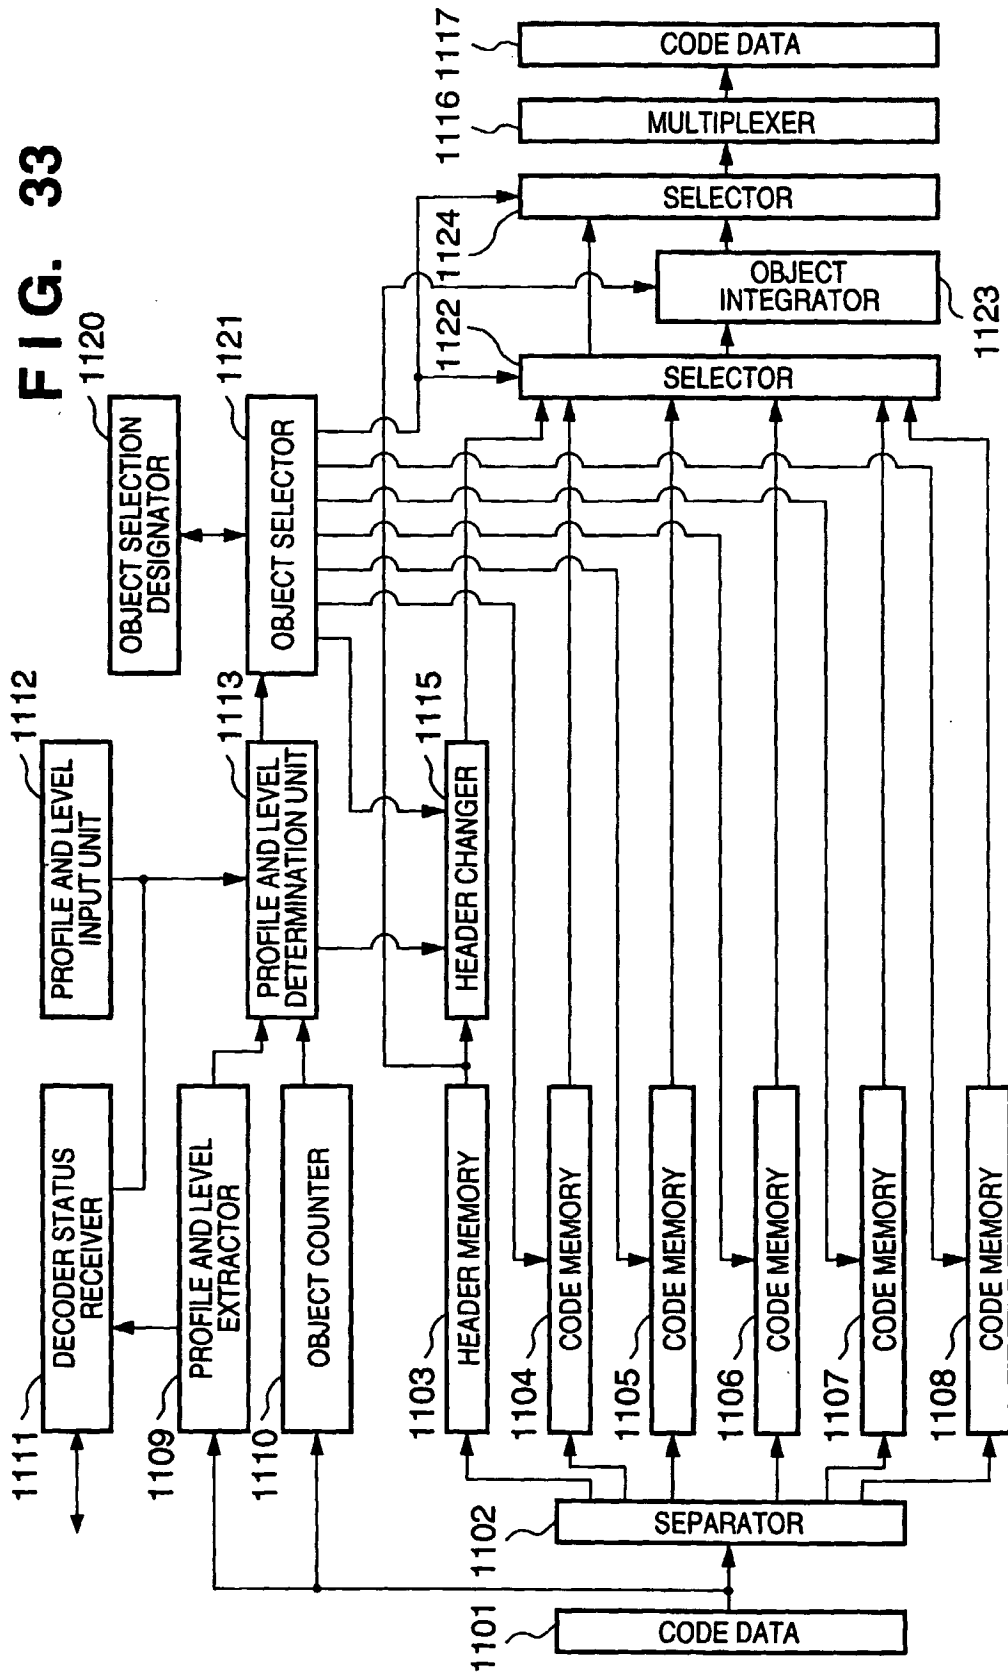 FIG. 33
1111
DECODER STATUS
RECEIVER
1112
PROFILE AND LEVEL
INPUT UNIT
1120
OBJECT SELECTION
DESIGNATOR
1109
PROFILE AND LEVEL
EXTRACTOR
1113
PROFILE AND LEVEL
DETERMINATION UNIT
1121
OBJECT SELECTOR
1110
OBJECT COUNTER
1103
HEADER MEMORY
1115
HEADER CHANGER
1104
CODE MEMORY
1105
CODE MEMORY
1106
CODE MEMORY
1107
CODE MEMORY
1108
CODE MEMORY
1101
CODE DATA
1102
SEPARATOR
1122
SELECTOR
OBJECT
INTEGRATOR
1123
1124
SELECTOR
1116
MULTIPLEXER
1117
CODE DATA